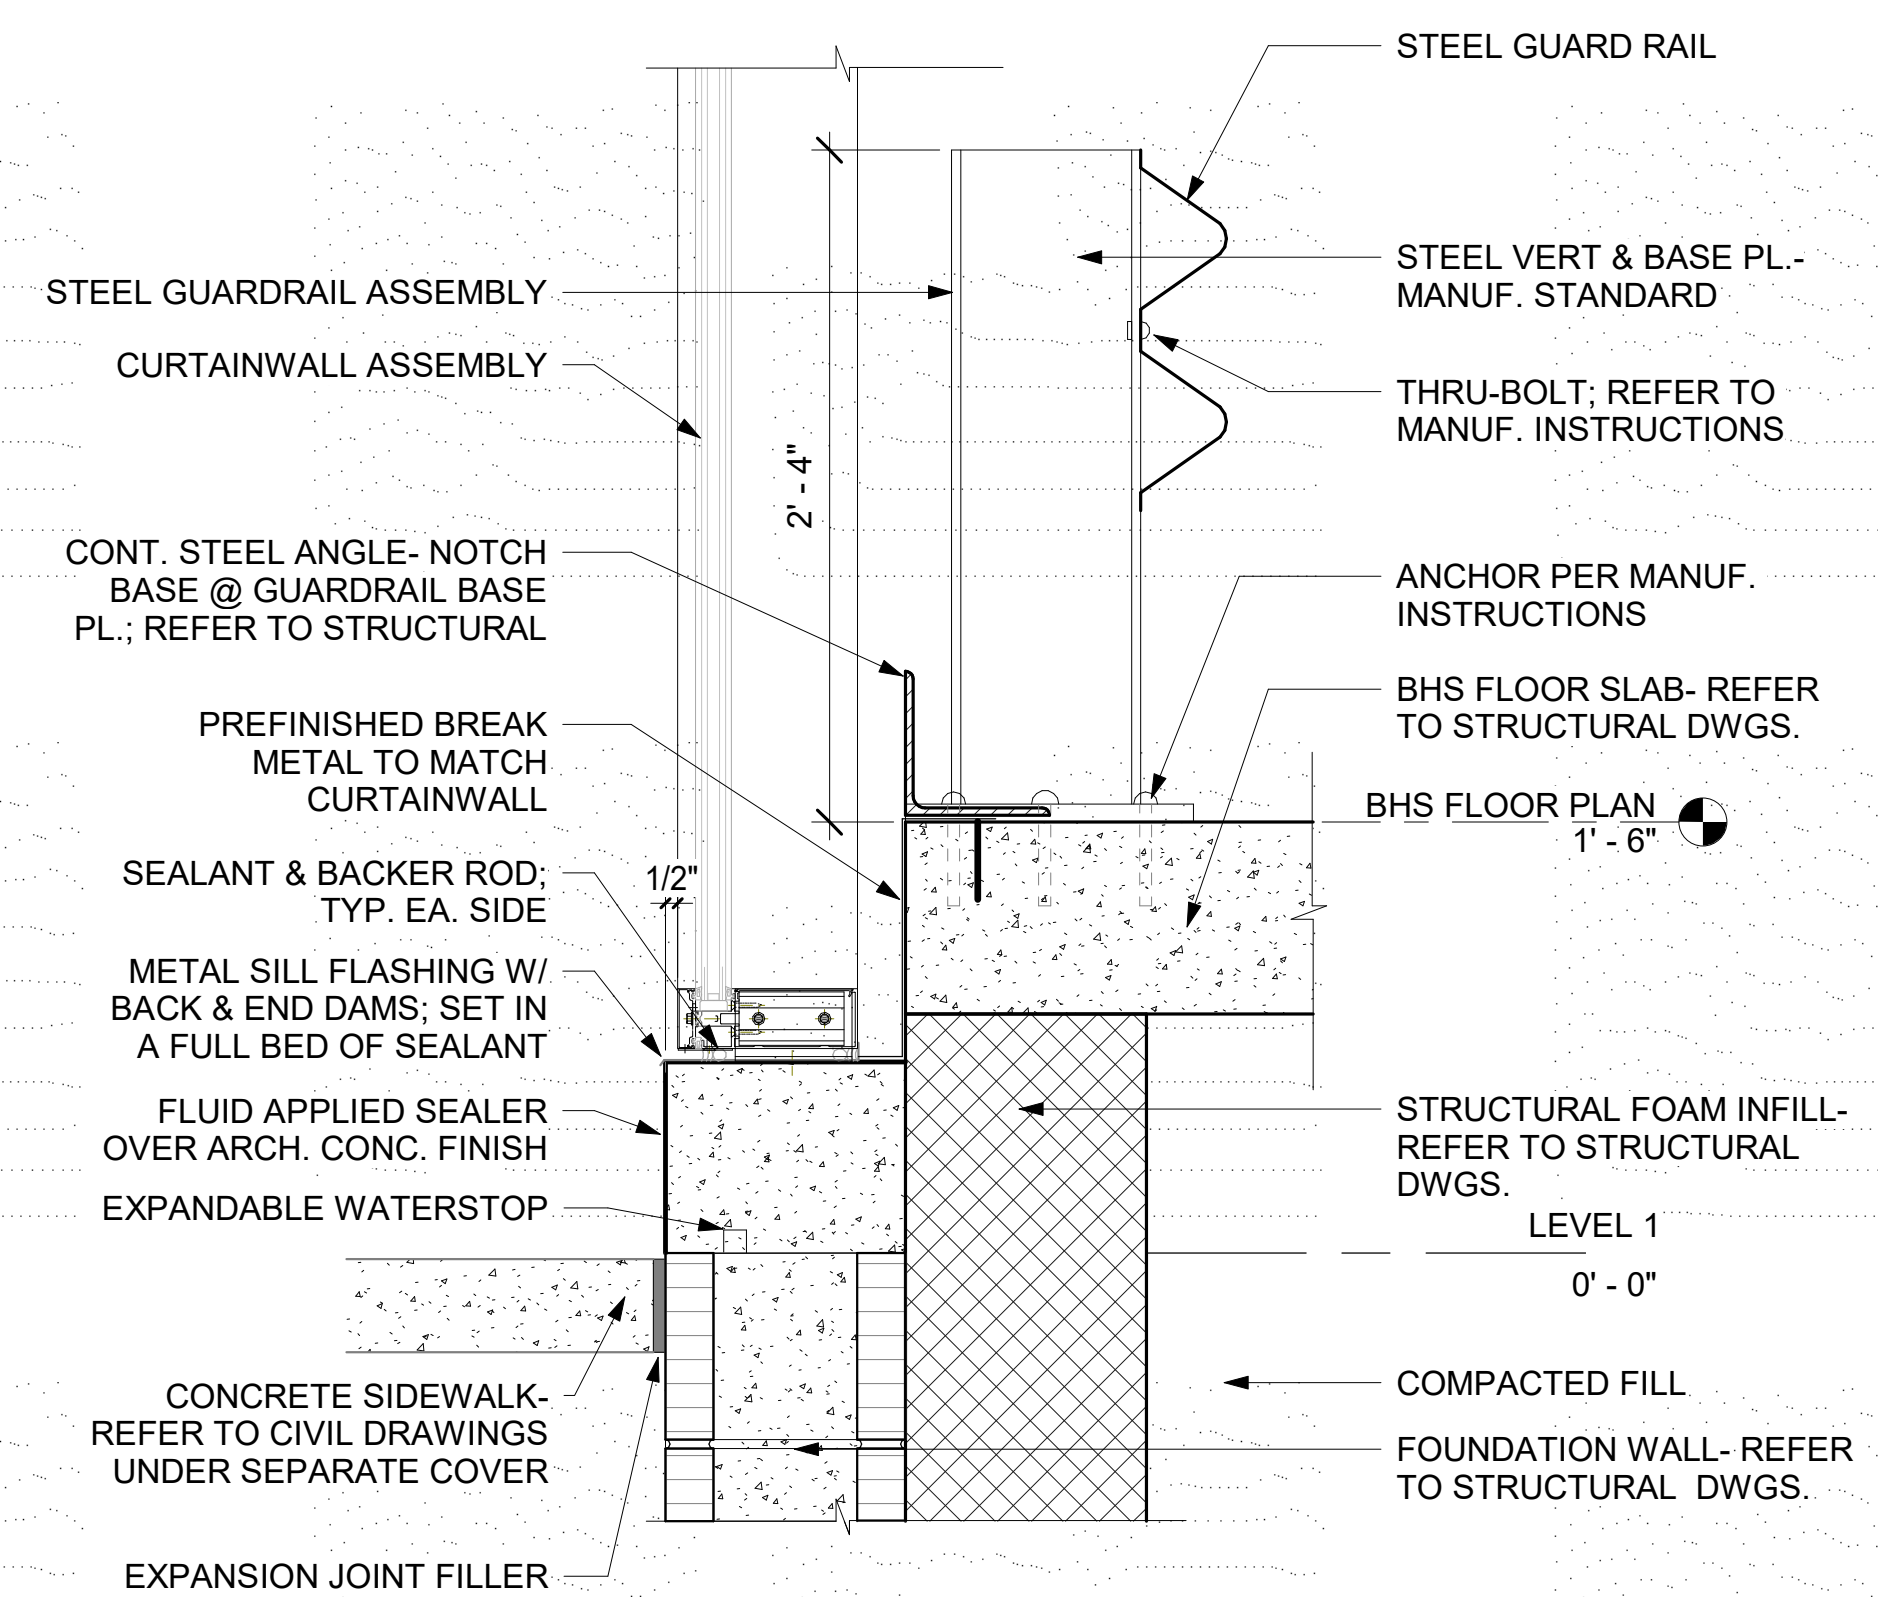 STEEL GUARD RAIL
STEEL VERT & BASE PL.-
MANUF. STANDARD
STEEL GUARDRAIL ASSEMBLY
CURTAINWALL ASSEMBLY
THRU-BOLT; REFER TO
MANUF. INSTRUCTIONS
2' - 4"
CONT. STEEL ANGLE- NOTCH
BASE @ GUARDRAIL BASE
PL.; REFER TO STRUCTURAL
ANCHOR PER MANUF.
INSTRUCTIONS
BHS FLOOR SLAB- REFER
TO STRUCTURAL DWGS.
PREFINISHED BREAK
METAL TO MATCH
CURTAINWALL
BHS FLOOR PLAN
1' - 6"
SEALANT & BACKER ROD;
TYP. EA. SIDE
1/2"
METAL SILL FLASHING W/
BACK & END DAMS; SET IN
A FULL BED OF SEALANT
FLUID APPLIED SEALER
OVER ARCH. CONC. FINISH
STRUCTURAL FOAM INFILL-
REFER TO STRUCTURAL
DWGS.
EXPANDABLE WATERSTOP
LEVEL 1
0' - 0"
CONCRETE SIDEWALK-
REFER TO CIVIL DRAWINGS
UNDER SEPARATE COVER
COMPACTED FILL
FOUNDATION WALL- REFER
TO STRUCTURAL DWGS.
EXPANSION JOINT FILLER